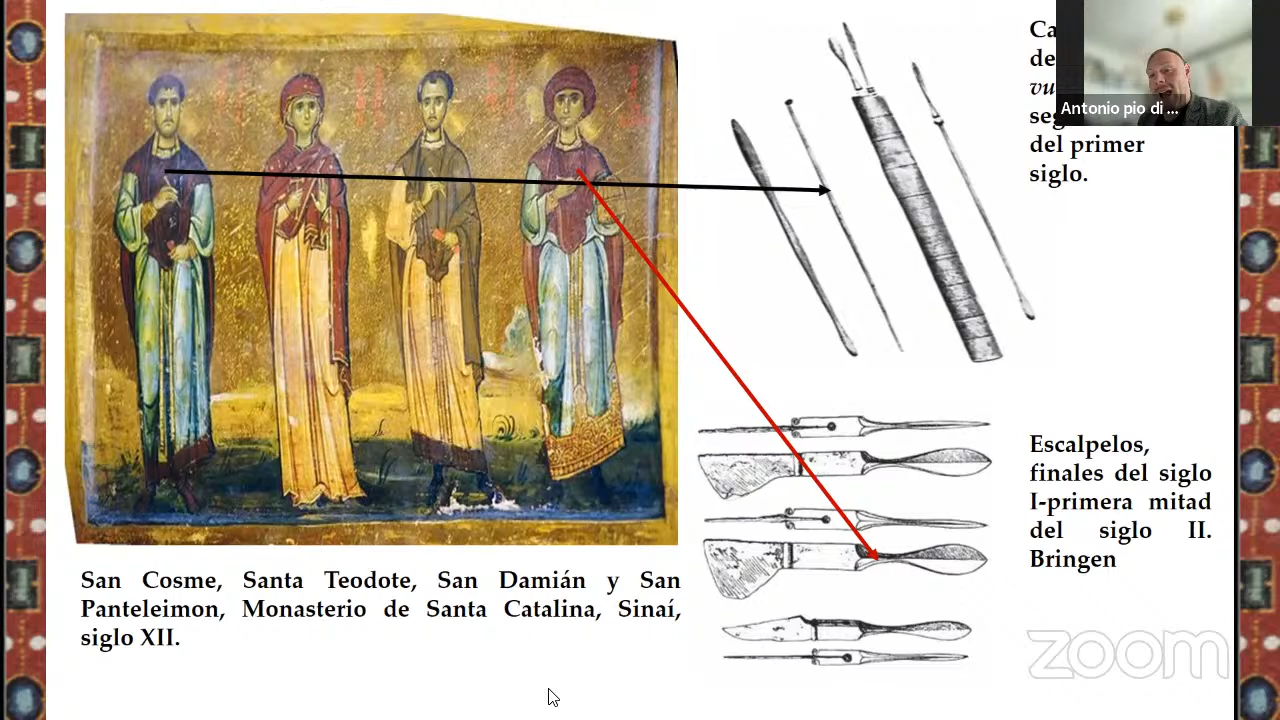 San Cosme, Santa Teodote, San Damián y San
Panteleimon, Monasterio de Santa Catalina, Sinaí,
siglo XII.
Ca
de
vu
seg
del primer
siglo.
Antonio pio di ...
Escalpelos,
finales del siglo
I-primera mitad
del siglo II.
Bringen
zoom